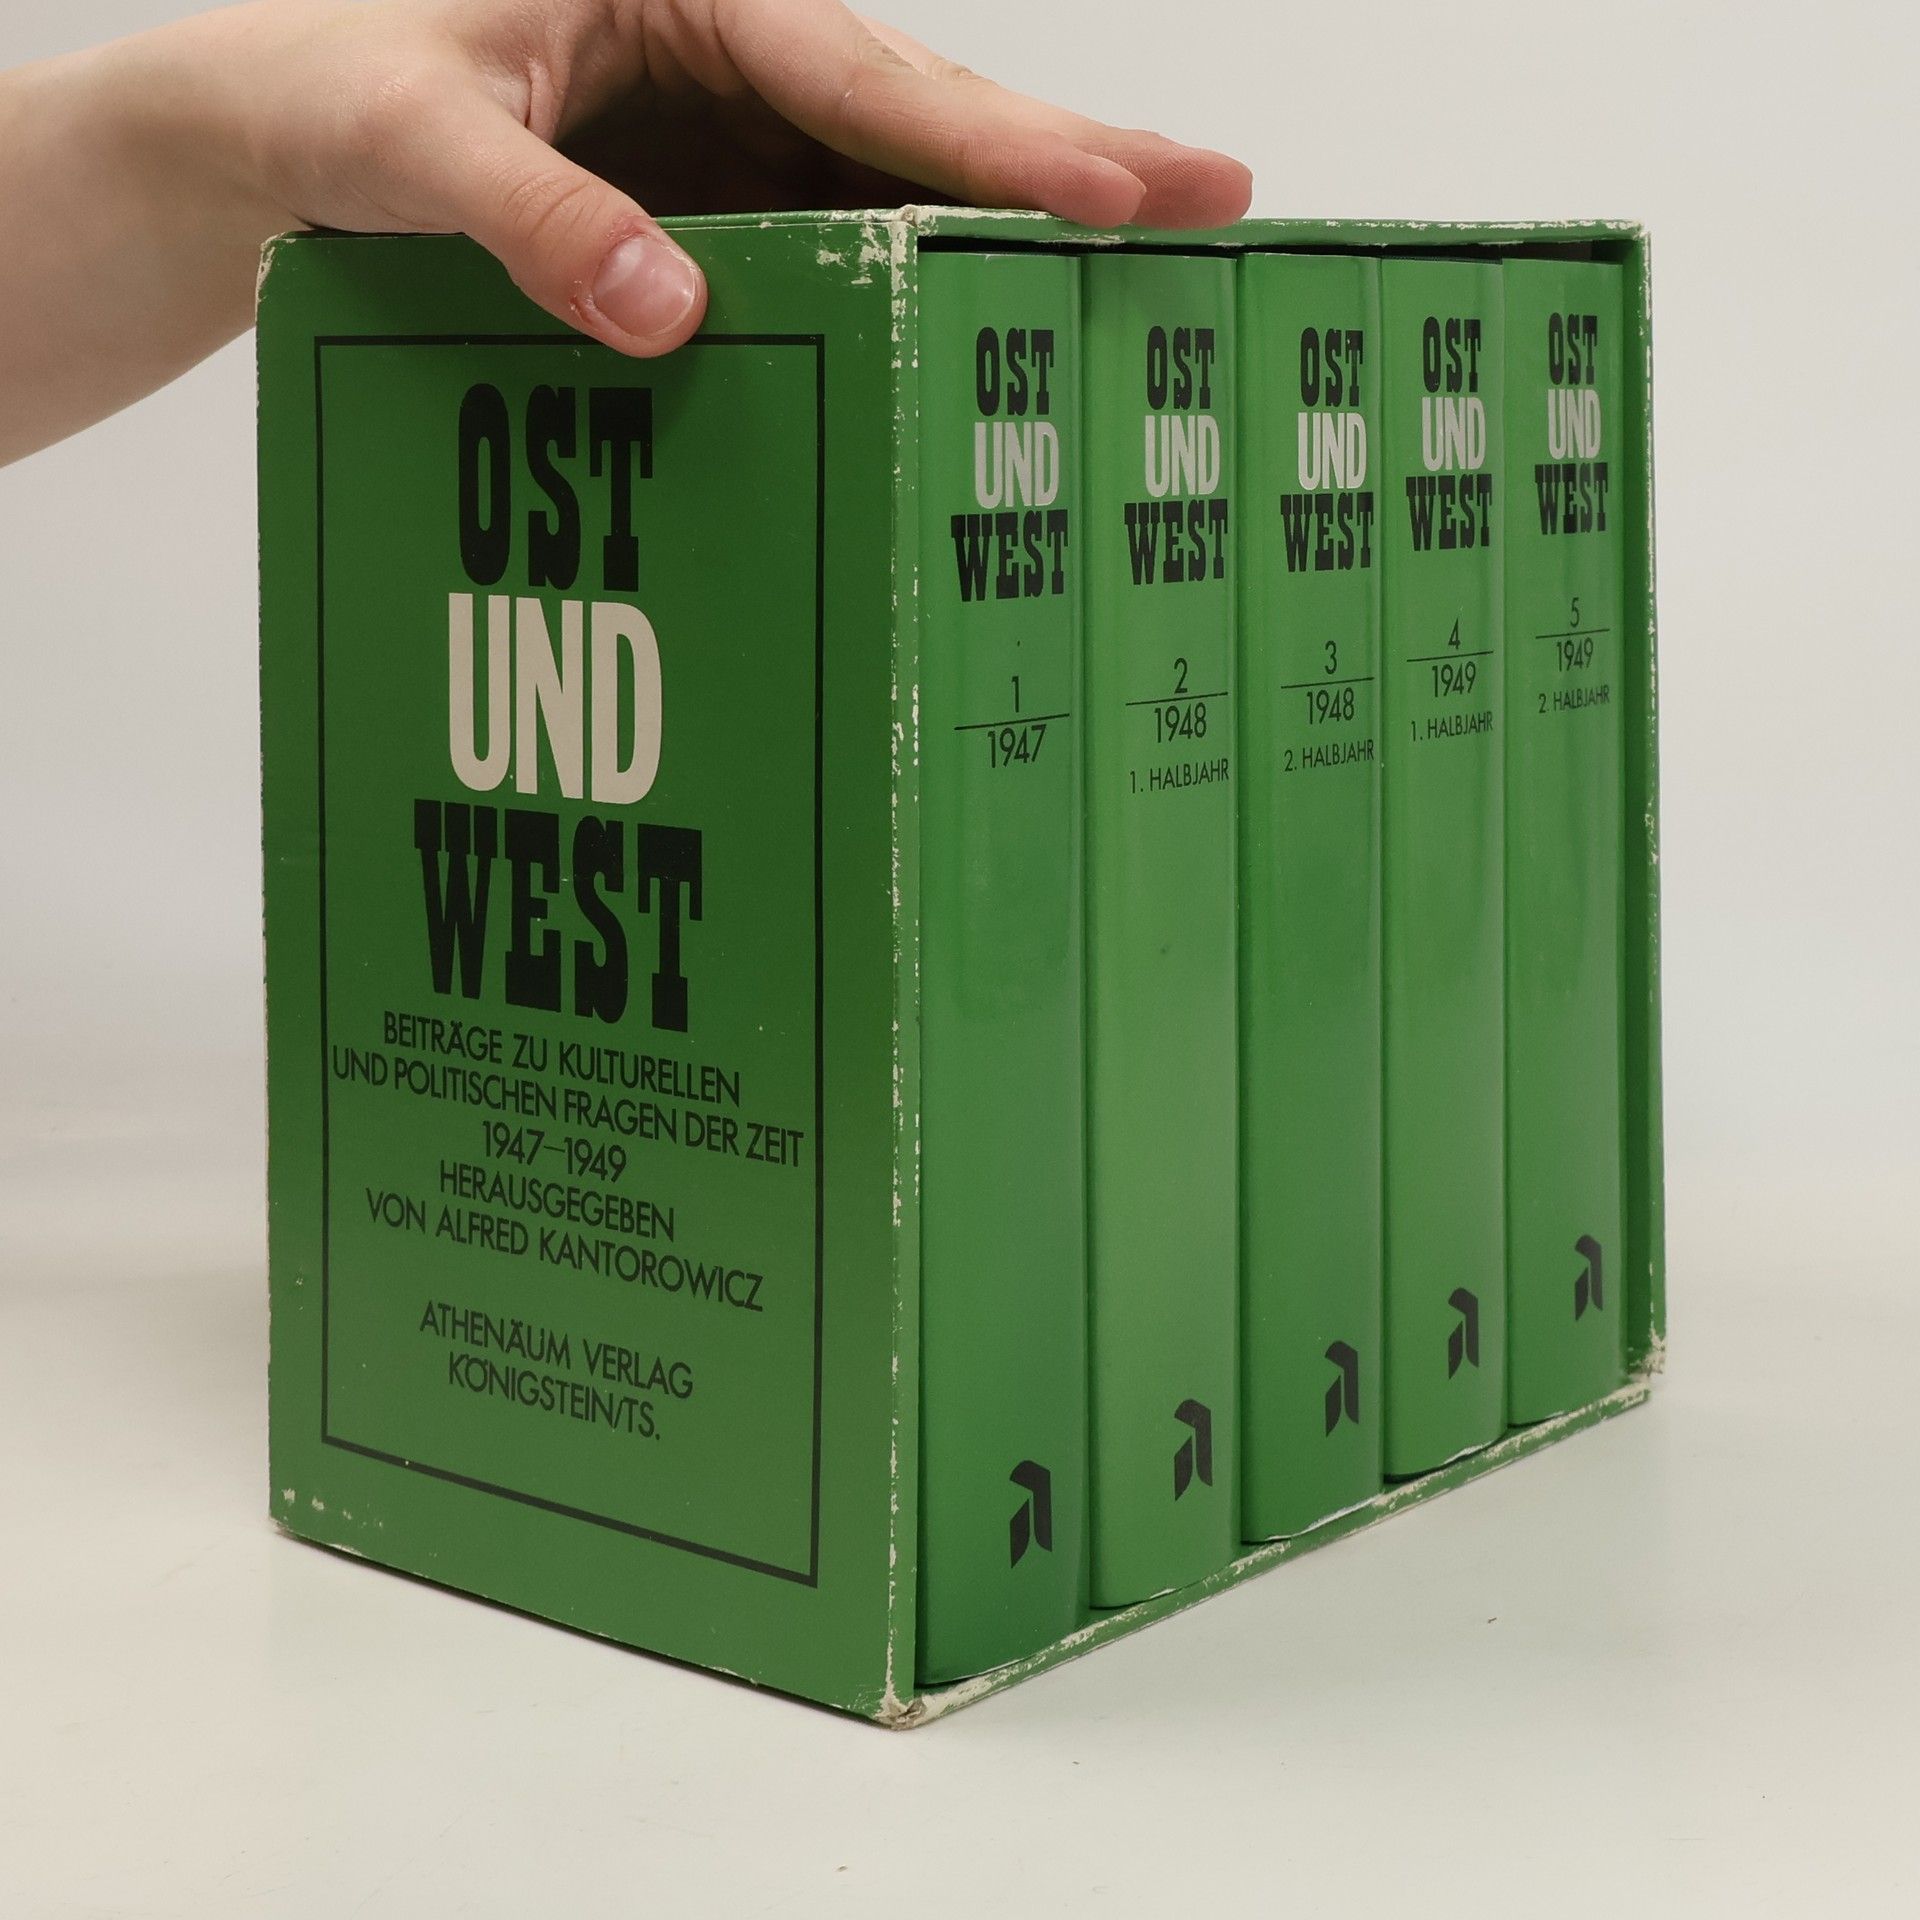 OST
UND
WEST
BEITRÄGE ZU KULTURELLEN
UND POLITISCHEN FRAGEN DER ZEIT
1947–1949
HERAUSGEGEBEN
VON ALFRED KANTOROWICZ
ATHENÄUM VERLAG
KÖNIGSTEIN/TS.
OST
UND
WEST
1
1947
OST
UND
WEST
2
1948
1. HALBJAHR
OST
UND
WEST
3
1948
2. HALBJAHR
OST
UND
WEST
4
1949
1. HALBJAHR
OST
UND
WEST
5
1949
2. HALBJAHR